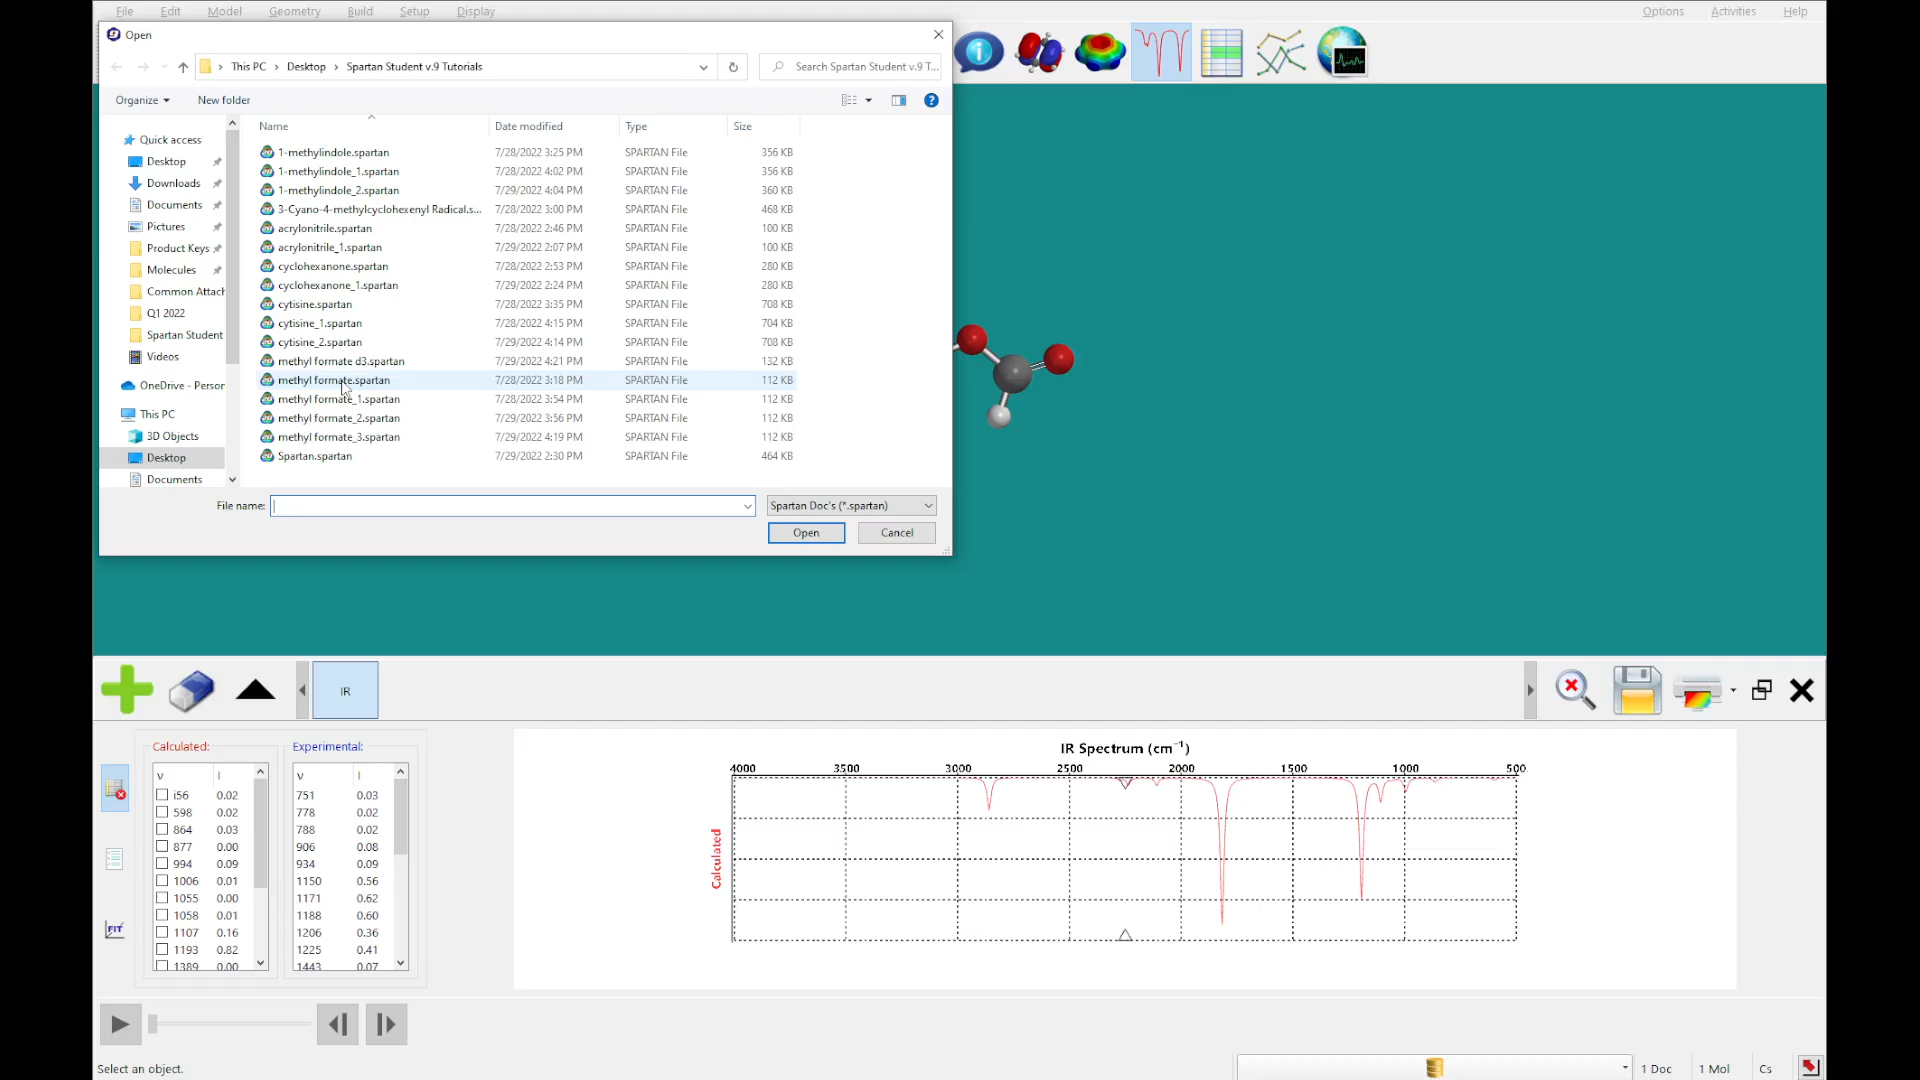 File Edit Model Geometry Build Setup Display Options Activities Help
Open
This PC > Desktop > Spartan Student v.9 Tutorials
Search Spartan Student v.9 T...
Organize New folder
Quick access
Desktop
Downloads
Documents
Pictures
Product Keys
Molecules
Common Attach
Q1 2022
Spartan Student
Videos
OneDrive - Person
This PC
3D Objects
Desktop
Documents
Name Date modified Type Size
1-methylindole.spartan 7/28/2022 3:25 PM SPARTAN File 356 KB
1-methylindole_1.spartan 7/28/2022 4:02 PM SPARTAN File 356 KB
1-methylindole_2.spartan 7/29/2022 4:04 PM SPARTAN File 360 KB
3-Cyano-4-methylcyclohexenyl Radical.s... 7/28/2022 3:00 PM SPARTAN File 468 KB
acrylonitrile.spartan 7/28/2022 2:46 PM SPARTAN File 100 KB
acrylonitrile_1.spartan 7/29/2022 2:07 PM SPARTAN File 100 KB
cyclohexanone.spartan 7/28/2022 2:53 PM SPARTAN File 280 KB
cyclohexanone_1.spartan 7/29/2022 2:24 PM SPARTAN File 280 KB
cytisine.spartan 7/28/2022 3:35 PM SPARTAN File 708 KB
cytisine_1.spartan 7/28/2022 4:15 PM SPARTAN File 704 KB
cytisine_2.spartan 7/29/2022 4:14 PM SPARTAN File 708 KB
methyl formate d3.spartan 7/29/2022 4:21 PM SPARTAN File 132 KB
methyl formate.spartan 7/28/2022 3:18 PM SPARTAN File 112 KB
methyl formate_1.spartan 7/28/2022 3:54 PM SPARTAN File 112 KB
methyl formate_2.spartan 7/29/2022 3:56 PM SPARTAN File 112 KB
methyl formate_3.spartan 7/29/2022 4:19 PM SPARTAN File 112 KB
Spartan.spartan 7/29/2022 2:30 PM SPARTAN File 464 KB
File name: Spartan Doc's (*.spartan)
Open Cancel
IR
Calculated:
ν I
i56 0.02
598 0.02
864 0.03
877 0.00
994 0.09
1006 0.01
1055 0.00
1058 0.01
1107 0.16
1193 0.82
1389 0.00
Experimental:
ν I
751 0.03
778 0.02
788 0.02
906 0.08
934 0.09
1150 0.56
1171 0.62
1188 0.60
1206 0.36
1225 0.41
1443 0.07
FIT
IR Spectrum (cm⁻¹)
4000 3500 3000 2500 2000 1500 1000 500
Calculated
Select an object.
1 Doc 1 Mol Cs